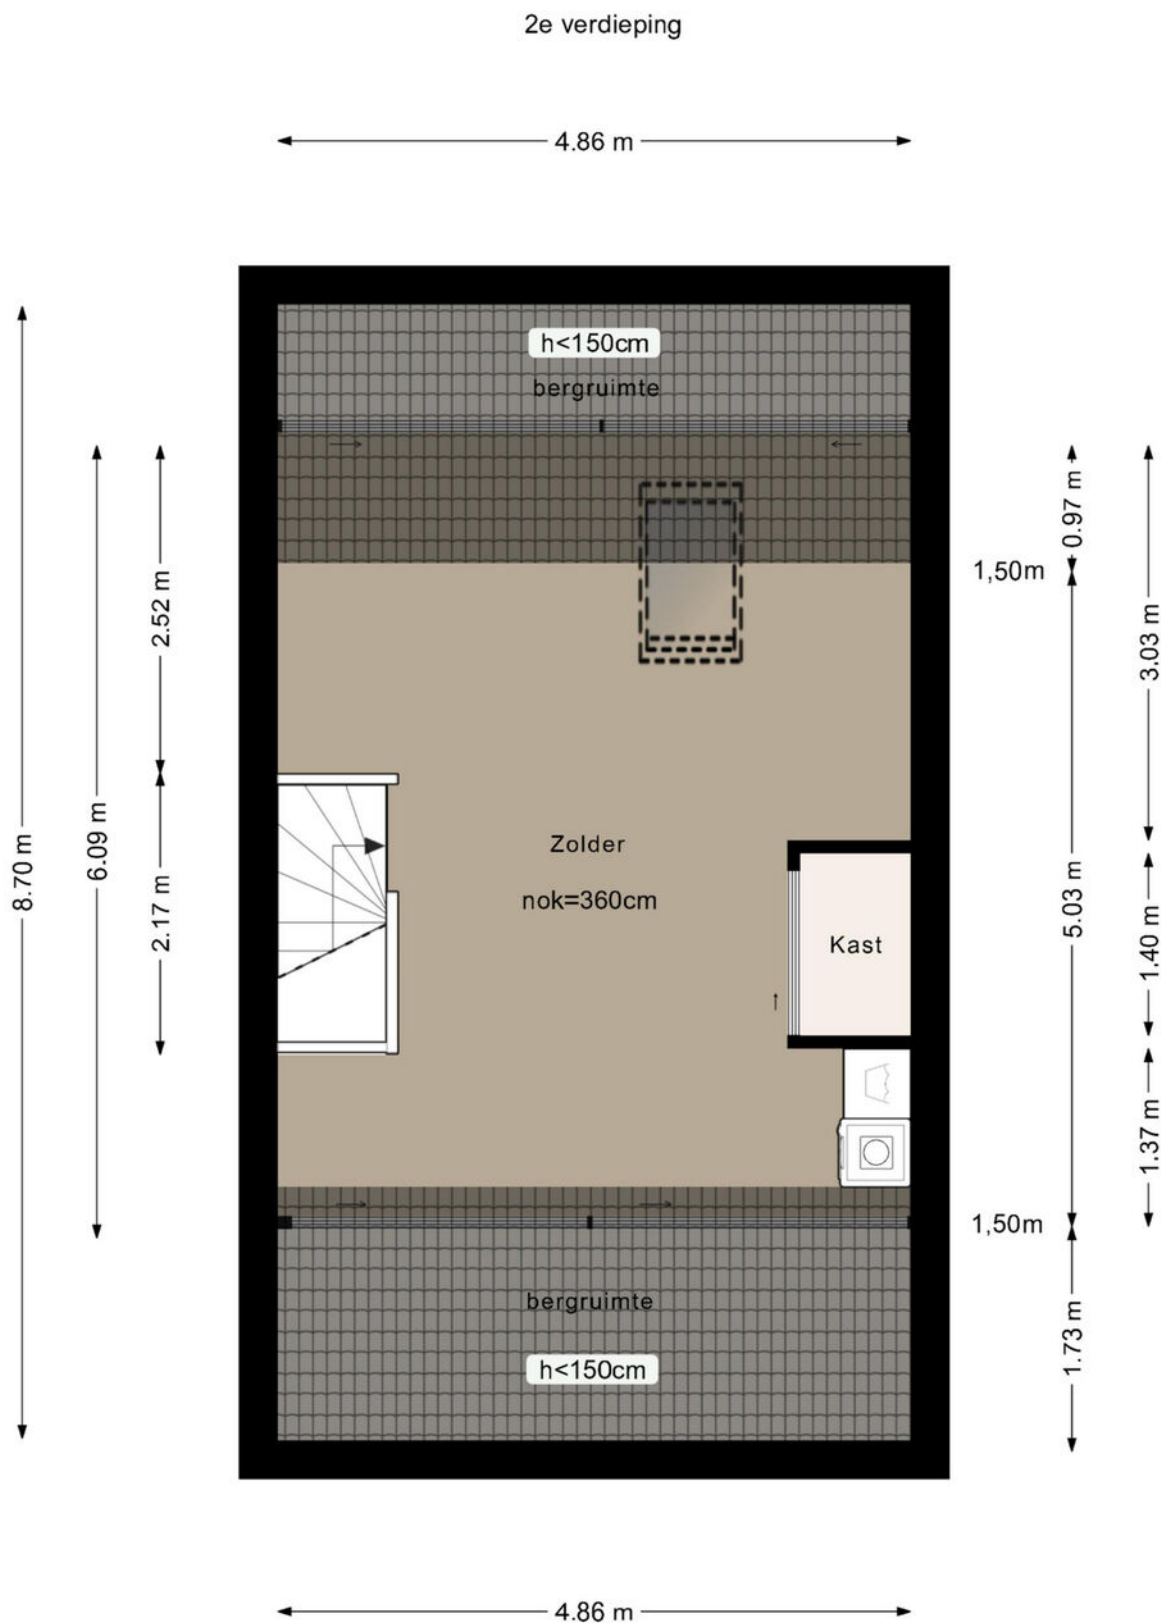 2e verdieping
4.86 m
h<150cm
bergruimte
0.97 m
1,50m
2.52 m
3.03 m
6.09 m
8.70 m
2.17 m
Zolder
nok=360cm
5.03 m
Kast
1.40 m
1.37 m
1,50m
bergruimte
h<150cm
1.73 m
4.86 m